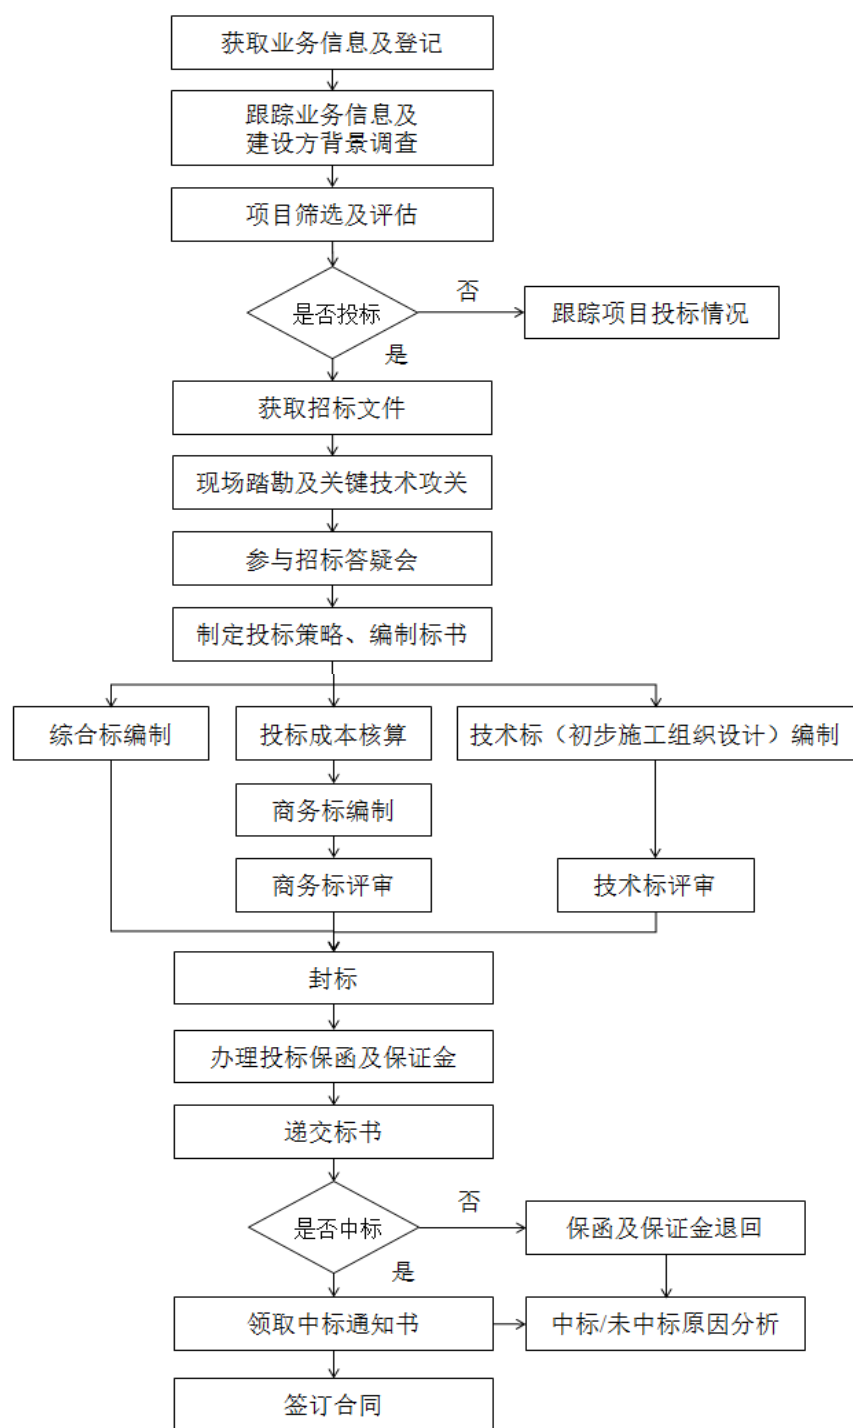 获取业务信息及登记
跟踪业务信息及
建设方背景调查
项目筛选及评估
是否投标
否
跟踪项目投标情况
是
获取招标文件
现场踏勘及关键技术攻关
参与招标答疑会
制定投标策略、编制标书
综合标编制
投标成本核算
技术标（初步施工组织设计）编制
商务标编制
商务标评审
技术标评审
封标
办理投标保函及保证金
递交标书
是否中标
否
保函及保证金退回
是
领取中标通知书
中标/未中标原因分析
签订合同